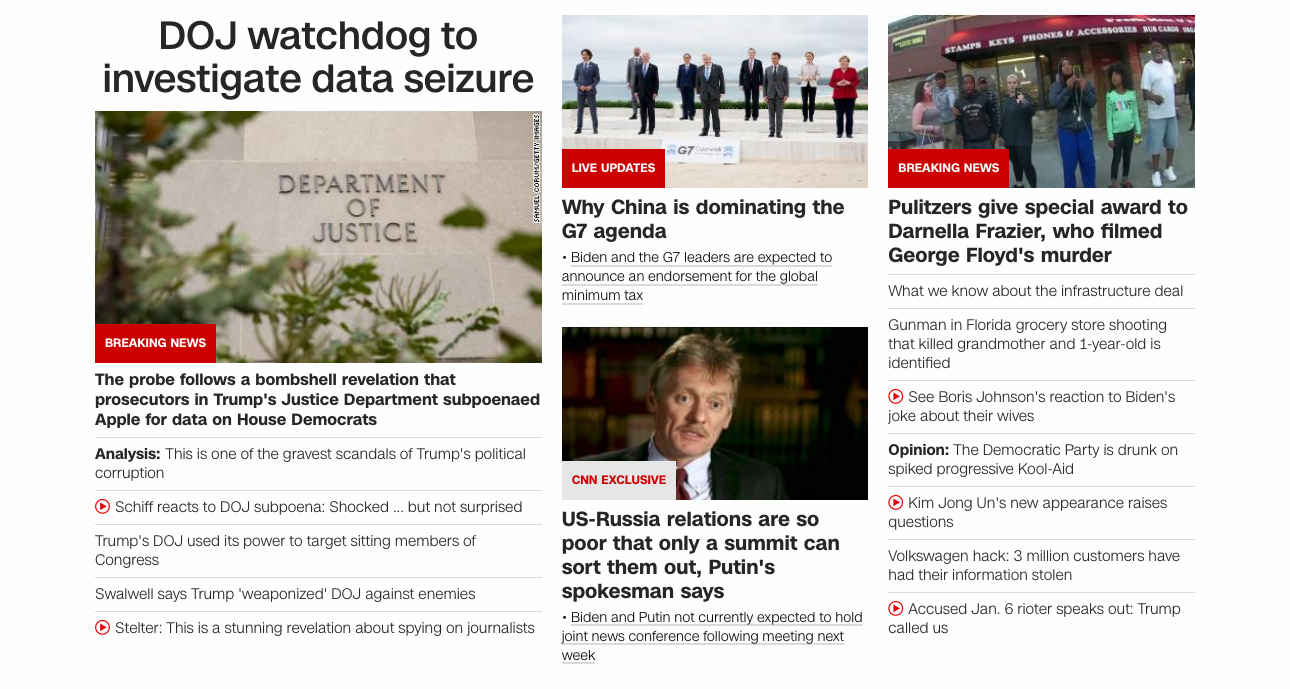 DOJ watchdog to
investigate data seizure
SAMUEL CORUM/GETTY IMAGES
DEPARTMENT
OF
JUSTICE
BREAKING NEWS
The probe follows a bombshell revelation that
prosecutors in Trump's Justice Department subpoenaed
Apple for data on House Democrats
Analysis: This is one of the gravest scandals of Trump's political
corruption
Schiff reacts to DOJ subpoena: Shocked ... but not surprised
Trump's DOJ used its power to target sitting members of
Congress
Swalwell says Trump 'weaponized' DOJ against enemies
Stelter: This is a stunning revelation about spying on journalists
G7 Cornwall
LIVE UPDATES
Why China is dominating the
G7 agenda
• Biden and the G7 leaders are expected to
announce an endorsement for the global
minimum tax
CNN EXCLUSIVE
US-Russia relations are so
poor that only a summit can
sort them out, Putin's
spokesman says
• Biden and Putin not currently expected to hold
joint news conference following meeting next
week
STAMPS KEYS PHONES & ACCESSORIES BUS CARDS
BREAKING NEWS
Pulitzers give special award to
Darnella Frazier, who filmed
George Floyd's murder
What we know about the infrastructure deal
Gunman in Florida grocery store shooting
that killed grandmother and 1-year-old is
identified
See Boris Johnson's reaction to Biden's
joke about their wives
Opinion: The Democratic Party is drunk on
spiked progressive Kool-Aid
Kim Jong Un's new appearance raises
questions
Volkswagen hack: 3 million customers have
had their information stolen
Accused Jan. 6 rioter speaks out: Trump
called us